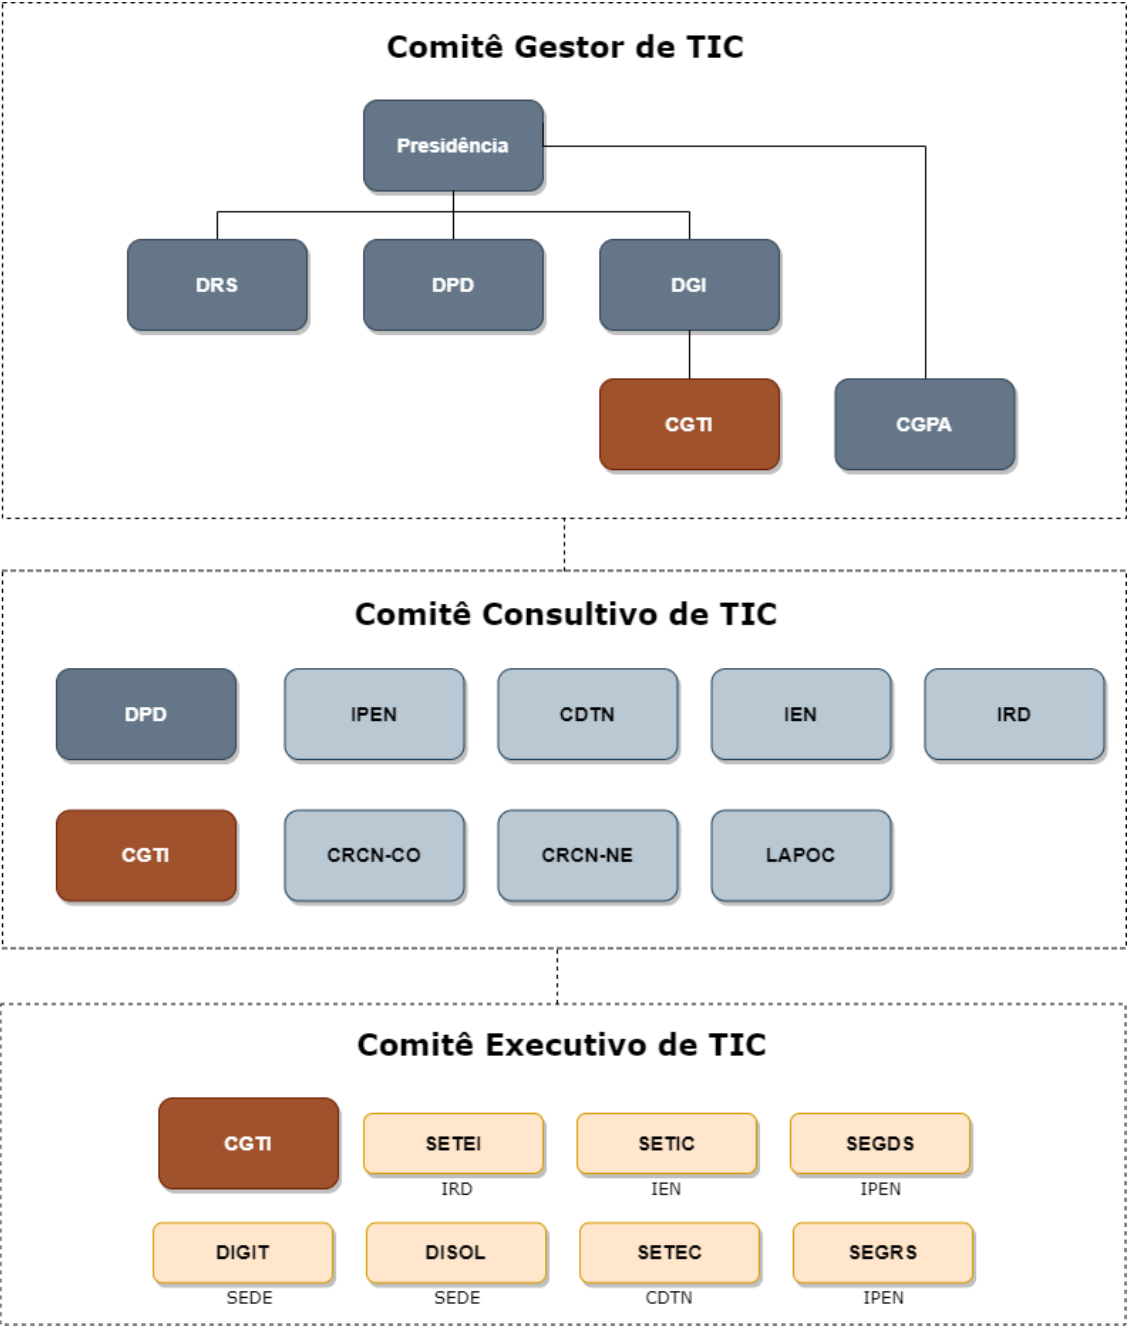 Comitê Gestor de TIC
Presidência
DRS
DPD
DGI
CGTI
CGPA
Comitê Consultivo de TIC
DPD
IPEN
CDTN
IEN
IRD
CGTI
CRCN-CO
CRCN-NE
LAPOC
Comitê Executivo de TIC
CGTI
SETEI
IRD
SETIC
IEN
SEGDS
IPEN
DIGIT
SEDE
DISOL
SEDE
SETEC
CDTN
SEGRS
IPEN